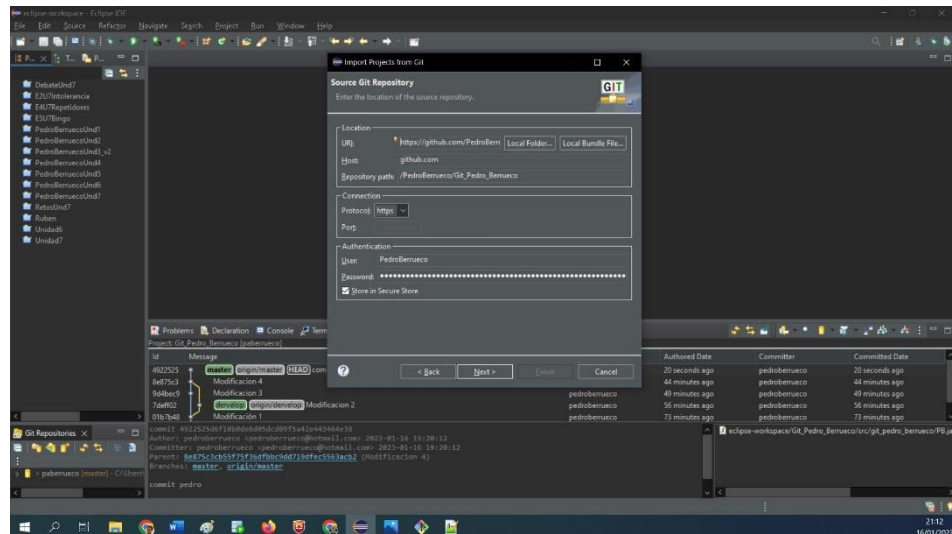 eclipse-workspace - Eclipse IDE
File Edit Source Refactor Navigate Search Project Run Window Help
P... T... P...
DebateUnd7
E2U7Intolerancia
E4U7Repetidores
E5U7Bingo
PedroBerruecoUnd1
PedroBerruecoUnd2
PedroBerruecoUnd3_v2
PedroBerruecoUnd4
PedroBerruecoUnd5
PedroBerruecoUnd6
PedroBerruecoUnd7
RetosUnd7
Ruben
Unidad6
Unidad7
Import Projects from Git
Source Git Repository
Enter the location of the source repository.
GIT
Location
URI: https://github.com/PedroBerri Local Folder... Local Bundle File...
Host: github.com
Repository path: /PedroBerrueco/Git_Pedro_Berrueco
Connection
Protocol: https
Port:
Authentication
User: PedroBerrueco
Password:
Store in Secure Store
< Back Next > Finish Cancel
Problems Declaration Console Term
Project: Git_Pedro_Berrueco [paberrueco]
Id Message Authored Date Committer Committed Date
4922525 master origin/master HEAD com 20 seconds ago pedroberrueco 20 seconds ago
8e875c3 Modificacion 4 44 minutes ago pedroberrueco 44 minutes ago
9d4bec9 Modificacion 3 pedroberrueco 49 minutes ago pedroberrueco 49 minutes ago
7deff02 dervelop origin/dervelop Modificacion 2 pedroberrueco 56 minutes ago pedroberrueco 56 minutes ago
01b7b48 Modificación 1 pedroberrueco 73 minutes ago pedroberrueco 73 minutes ago
Git Repositories
paberrueco [master] - C:\Users
Author: pedroberrueco <pedroberrueco@hotmail.com> 2023-01-16 19:20:12
Committer: pedroberrueco <pedroberrueco@hotmail.com> 2023-01-16 19:20:12
(Modificacion 4)
Branches: master, origin/master
commit pedro
eclipse-workspace/Git_Pedro_Berrueco/src/git_pedro_berrueco/PB.ja
21:12
16/01/2023